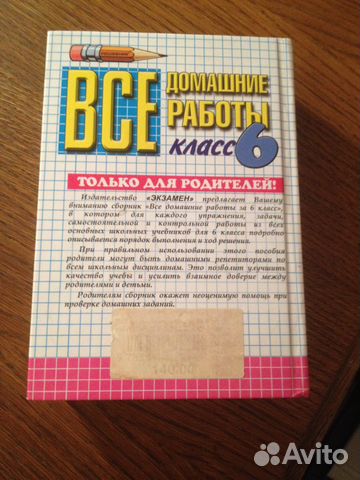 ВСЕ ДОМАШНИЕ
РАБОТЫ
КЛАСС 6
ТОЛЬКО ДЛЯ РОДИТЕЛЕЙ!
Издательство «ЭКЗАМЕН» предлагает Вашему
вниманию сборник «Все домашние работы за 6 класс»,
в котором для каждого упражнения, задачи,
самостоятельной и контрольной работы из всех
основных школьных учебников для 6 класса подробно
описывается порядок выполнения и ход решения.
При правильном использовании этого пособия
родители могут быть домашними репетиторами по
всем школьным дисциплинам. Это позволит улучшить
качество учебы и усилить взаимное доверие между
родителями и детьми.
Родителям сборник окажет неоценимую помощь при
проверке домашних заданий.
Avito